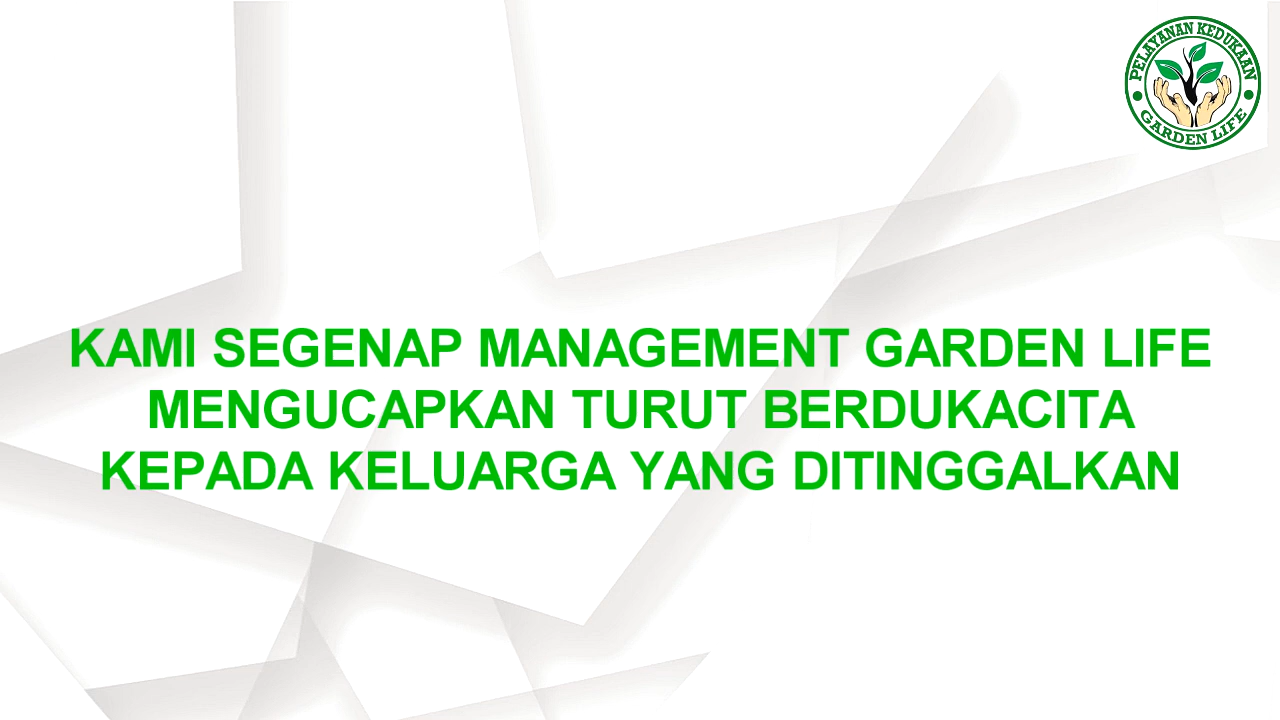 PELAYANAN KEDUKAAN
GARDEN LIFE
KAMI SEGENAP MANAGEMENT GARDEN LIFE
MENGUCAPKAN TURUT BERDUKACITA
KEPADA KELUARGA YANG DITINGGALKAN